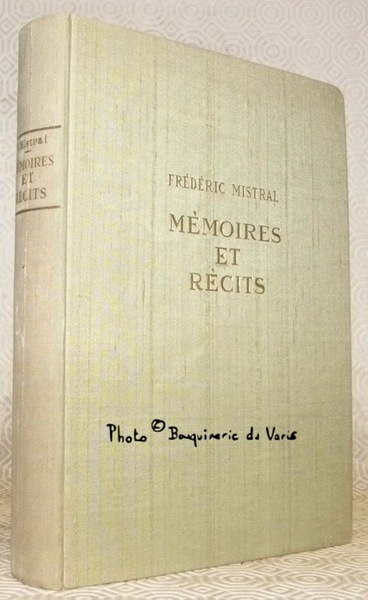 Mistral
MÉMOIRES
ET
RÉCITS
FRÉDÉRIC MISTRAL
MÉMOIRES
ET
RÉCITS
Photo © Bouquinerie du Varis